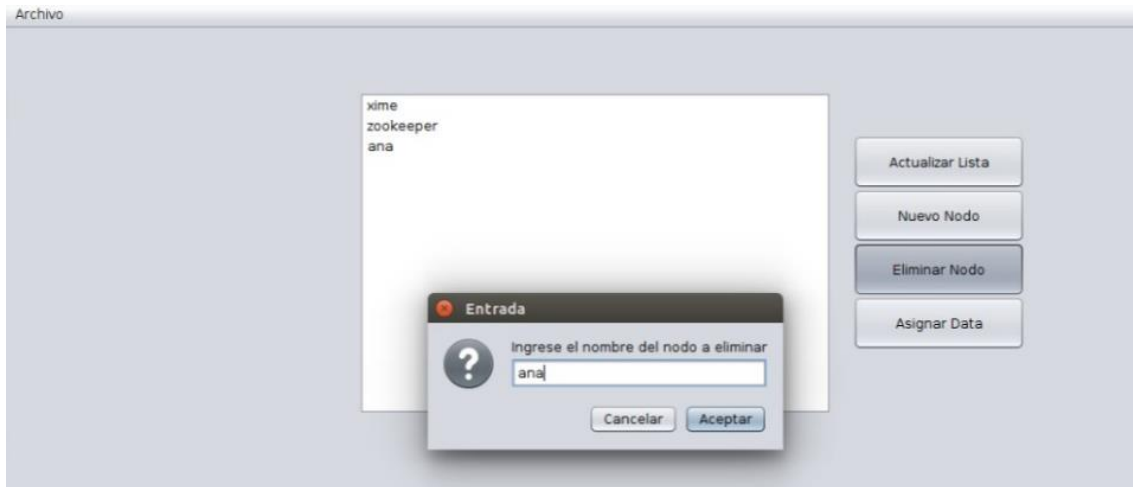 Archivo
xime
zookeeper
ana
Actualizar Lista
Nuevo Nodo
Eliminar Nodo
Asignar Data
Entrada
Ingrese el nombre del nodo a eliminar
ana
Cancelar
Aceptar